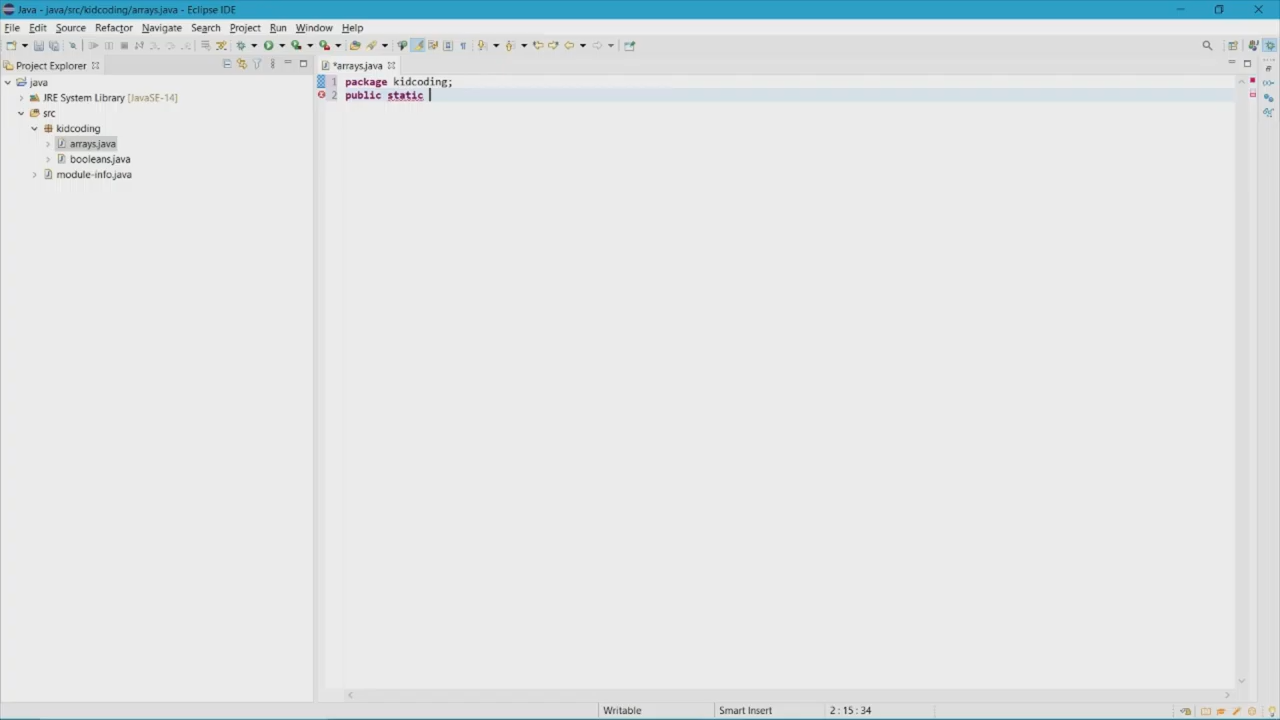 Java - java/src/kidcoding/arrays.java - Eclipse IDE
File Edit Source Refactor Navigate Search Project Run Window Help
Project Explorer
*arrays.java
java
JRE System Library [JavaSE-14]
src
kidcoding
arrays.java
booleans.java
module-info.java
1 package kidcoding;
2 public static
Writable Smart Insert 2 : 15 : 34